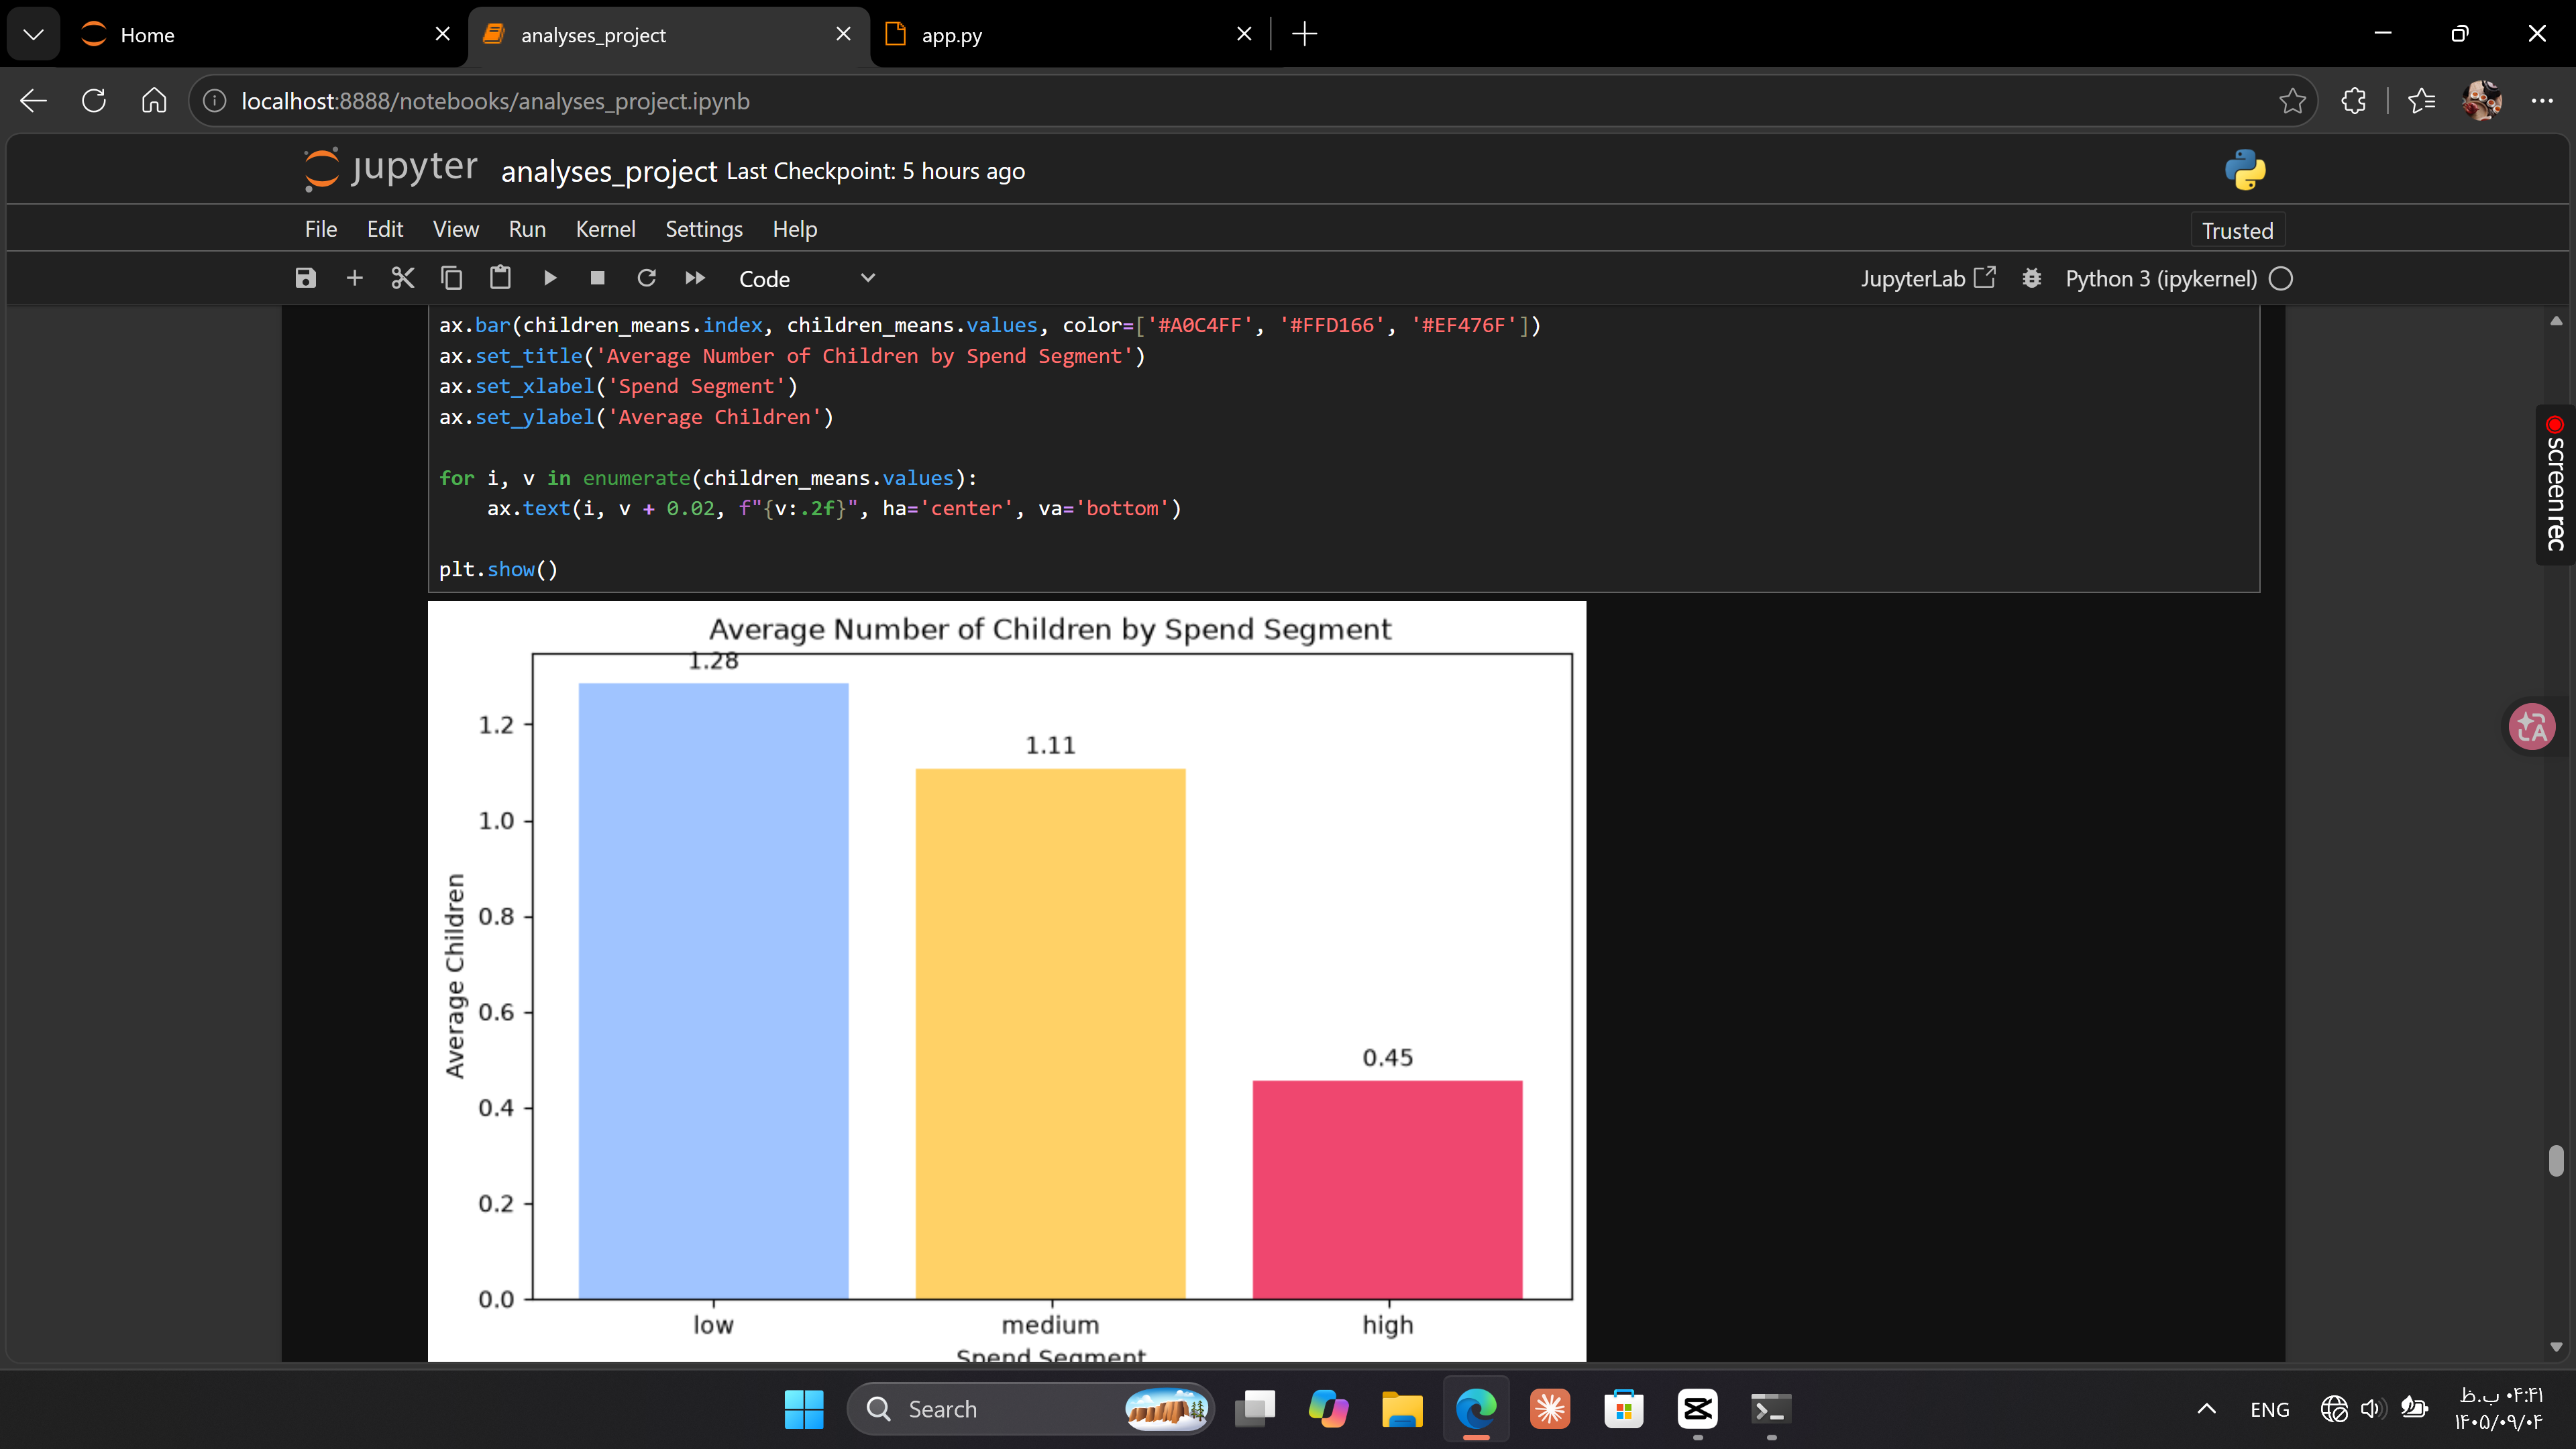 Home
analyses_project
app.py
localhost:8888/notebooks/analyses_project.ipynb
jupyter analyses_project Last Checkpoint: 5 hours ago
File Edit View Run Kernel Settings Help
Trusted
Code
JupyterLab
Python 3 (ipykernel)
ax.bar(children_means.index, children_means.values, color=['#A0C4FF', '#FFD166', '#EF476F'])
ax.set_title('Average Number of Children by Spend Segment')
ax.set_xlabel('Spend Segment')
ax.set_ylabel('Average Children')
for i, v in enumerate(children_means.values):
    ax.text(i, v + 0.02, f"{v:.2f}", ha='center', va='bottom')
plt.show()
screenrec
Average Number of Children by Spend Segment
1.28
1.11
0.45
1.2
1.0
0.8
0.6
0.4
0.2
0.0
Average Children
low
medium
high
Spend Segment
Search
ENG
۰۴:۴۱ ب.ظ
۱۴۰۵/۰۹/۰۴